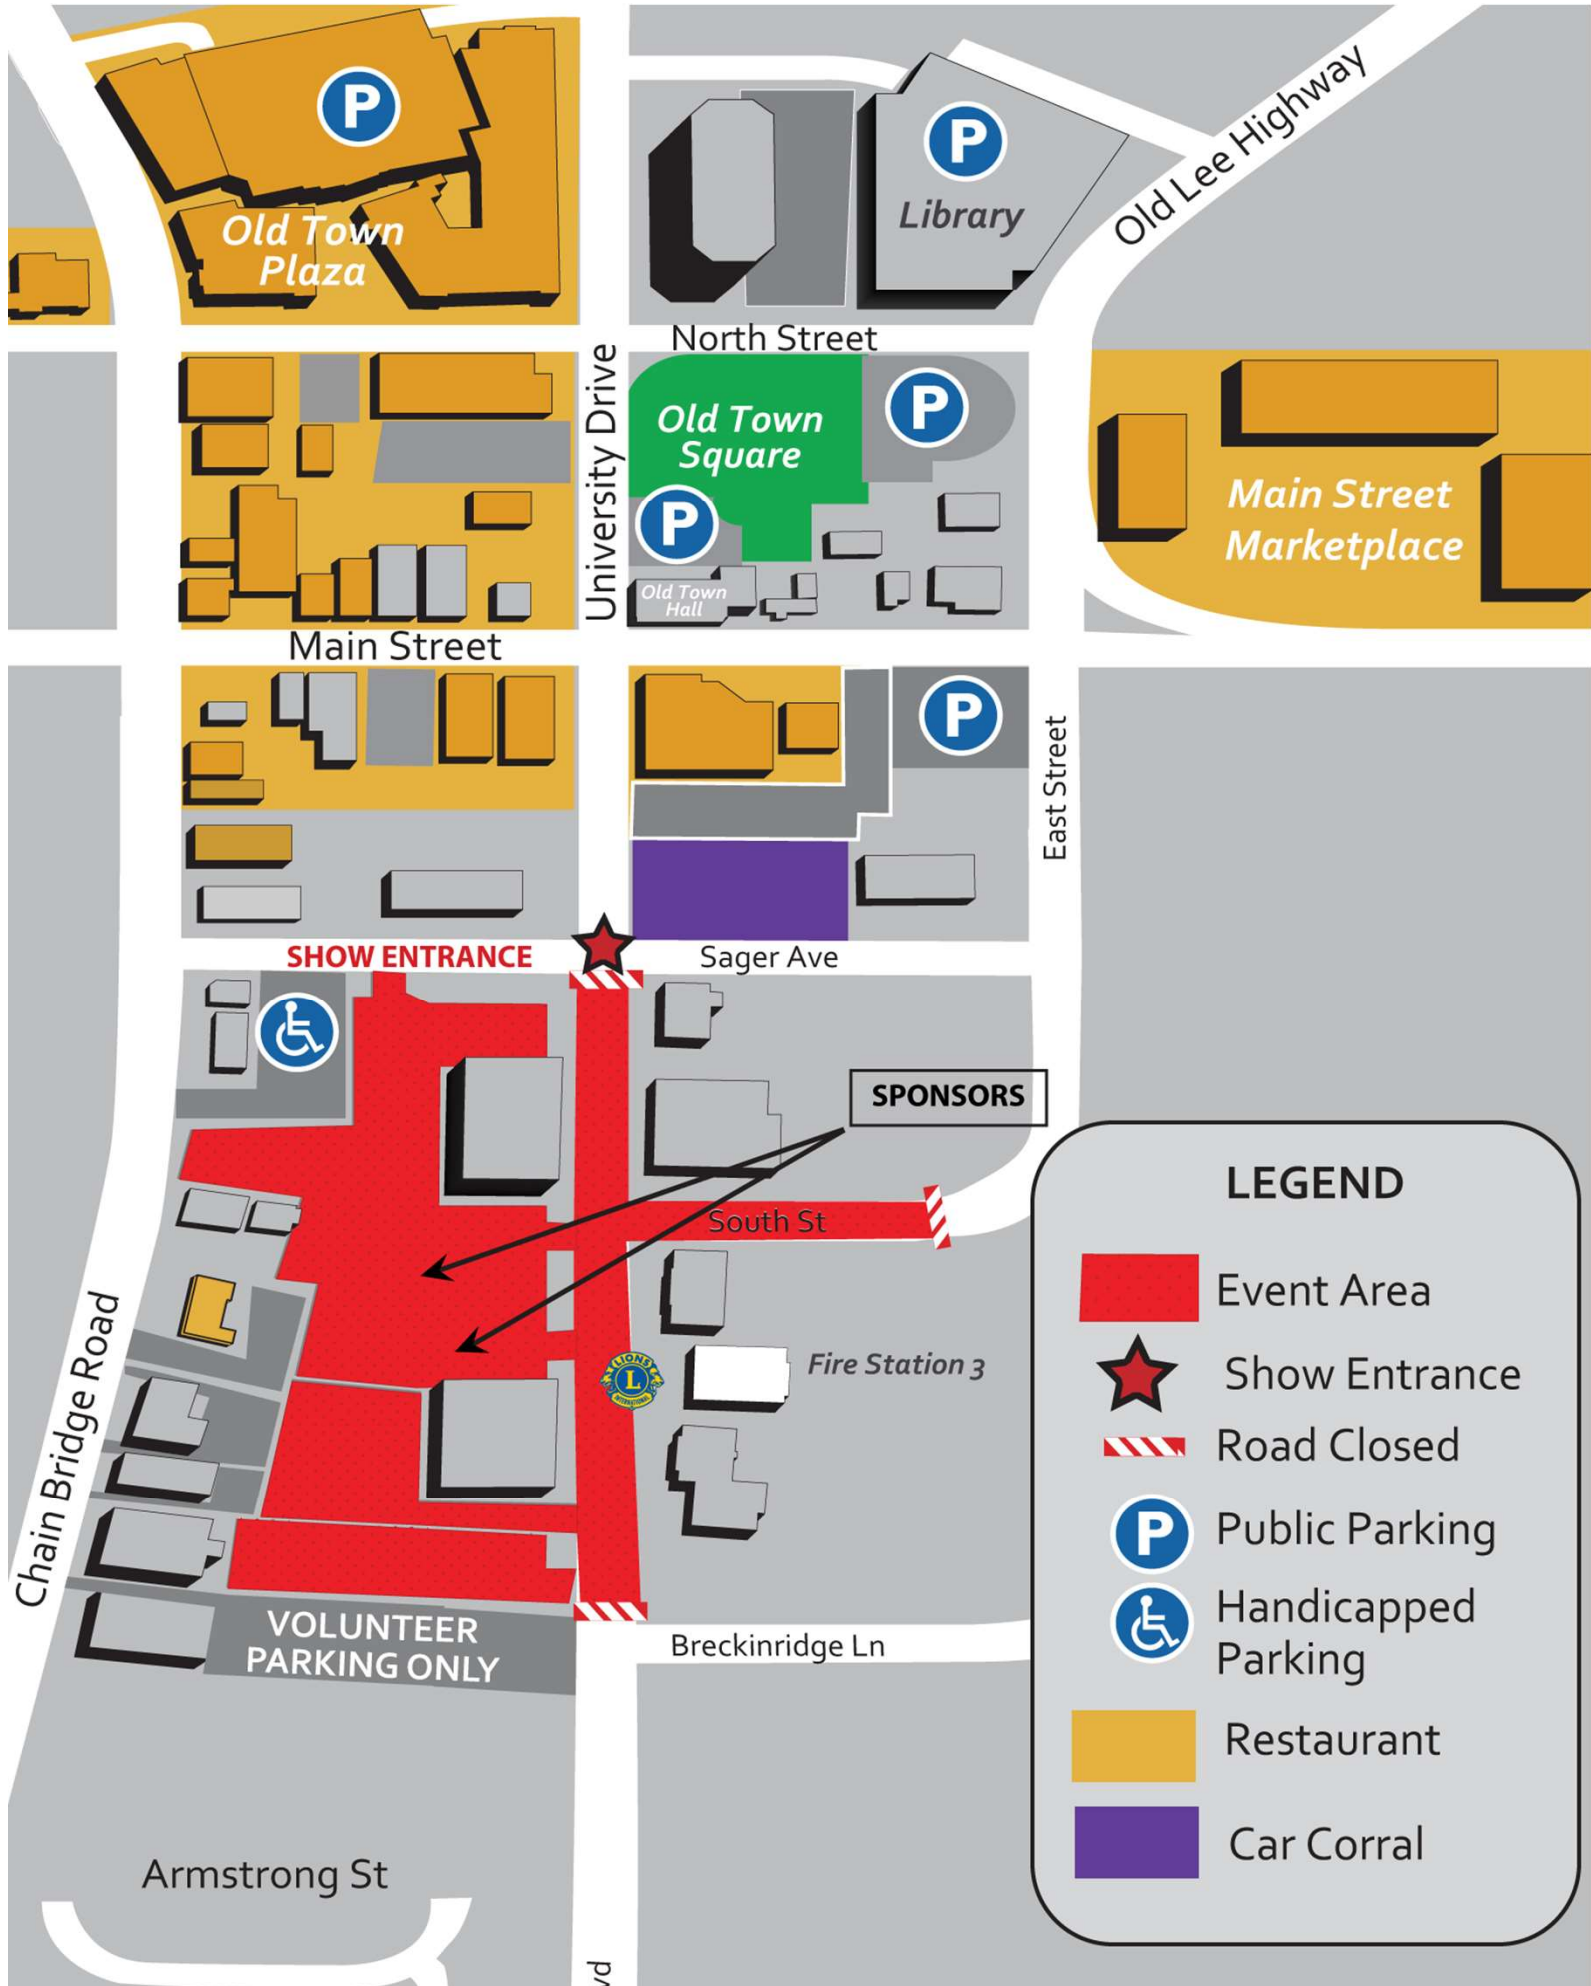 P
P
Old Lee Highway
Library
Old Town
Plaza
North Street
University Drive
P
Old Town
Square
Main Street
Marketplace
P
Old Town
Hall
Main Street
P
East Street
SHOW ENTRANCE
Sager Ave
SPONSORS
South St
LEGEND
Event Area
Show Entrance
Road Closed
P
Public Parking
Handicapped
Parking
Restaurant
Car Corral
Chain Bridge Road
LIONS
L
INTERNATIONAL
Fire Station 3
VOLUNTEER
PARKING ONLY
Breckinridge Ln
Armstrong St
vd